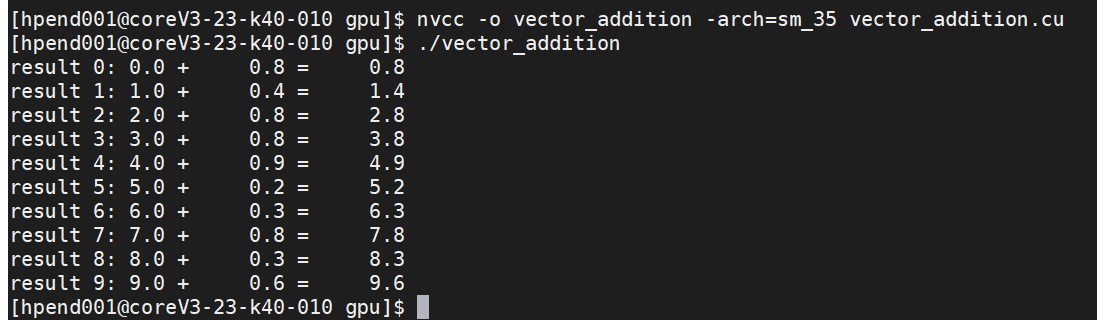 [hpend001@coreV3-23-k40-010 gpu]$ nvcc -o vector_addition -arch=sm_35 vector_addition.cu
[hpend001@coreV3-23-k40-010 gpu]$ ./vector_addition
result 0: 0.0 +     0.8 =     0.8
result 1: 1.0 +     0.4 =     1.4
result 2: 2.0 +     0.8 =     2.8
result 3: 3.0 +     0.8 =     3.8
result 4: 4.0 +     0.9 =     4.9
result 5: 5.0 +     0.2 =     5.2
result 6: 6.0 +     0.3 =     6.3
result 7: 7.0 +     0.8 =     7.8
result 8: 8.0 +     0.3 =     8.3
result 9: 9.0 +     0.6 =     9.6
[hpend001@coreV3-23-k40-010 gpu]$